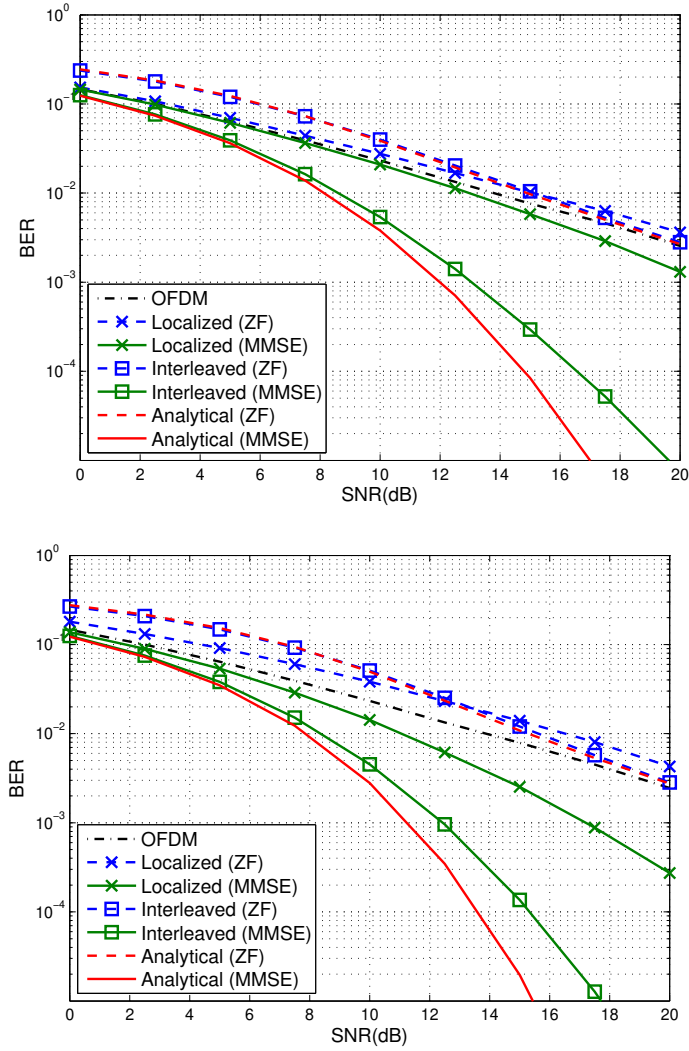 10^0
10^-1
10^-2
10^-3
10^-4
BER
OFDM
Localized (ZF)
Localized (MMSE)
Interleaved (ZF)
Interleaved (MMSE)
Analytical (ZF)
Analytical (MMSE)
0 2 4 6 8 10 12 14 16 18 20
SNR(dB)
10^0
10^-1
10^-2
10^-3
10^-4
BER
OFDM
Localized (ZF)
Localized (MMSE)
Interleaved (ZF)
Interleaved (MMSE)
Analytical (ZF)
Analytical (MMSE)
0 2 4 6 8 10 12 14 16 18 20
SNR(dB)